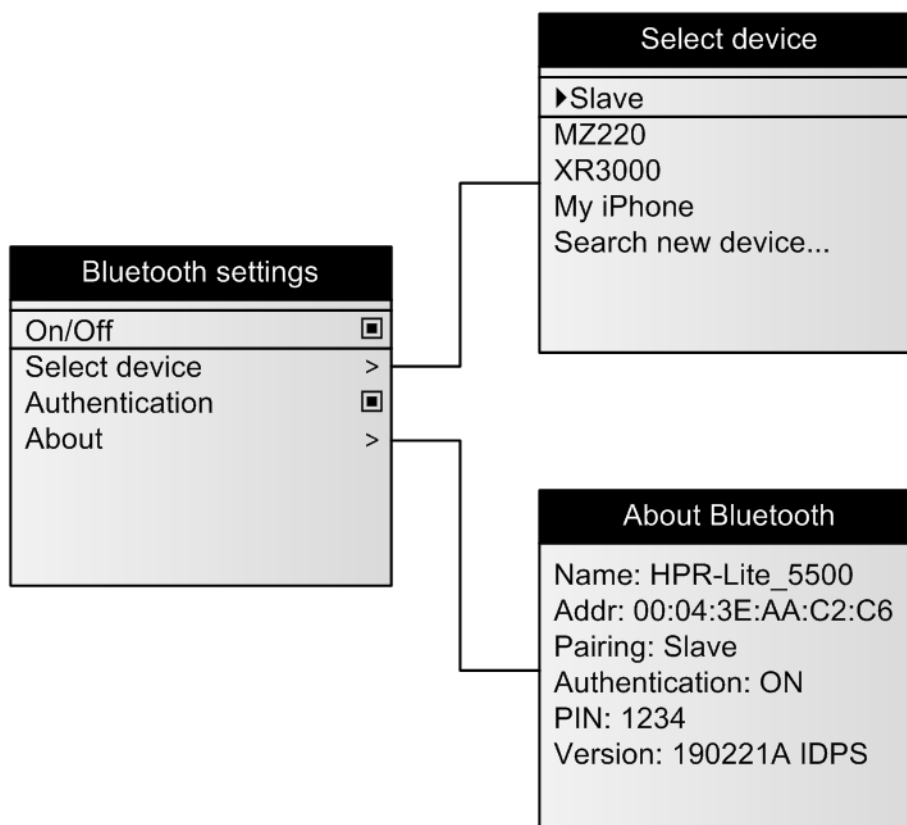 Select device
Slave
MZ220
XR3000
My iPhone
Search new device...
Bluetooth settings
On/Off
Select device >
Authentication
About >
About Bluetooth
Name: HPR-Lite_5500
Addr: 00:04:3E:AA:C2:C6
Pairing: Slave
Authentication: ON
PIN: 1234
Version: 190221A IDPS